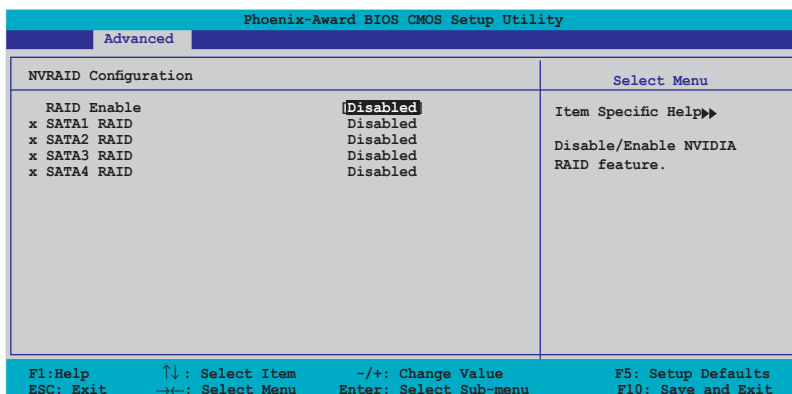 Phoenix-Award BIOS CMOS Setup Utility
Advanced
NVRAID Configuration
Select Menu
RAID Enable [Disabled]
x SATA1 RAID Disabled
x SATA2 RAID Disabled
x SATA3 RAID Disabled
x SATA4 RAID Disabled
Item Specific Help▶▶
Disable/Enable NVIDIA
RAID feature.
F1:Help ↑↓ : Select Item -/+: Change Value F5: Setup Defaults
ESC: Exit →←: Select Menu Enter: Select Sub-menu F10: Save and Exit